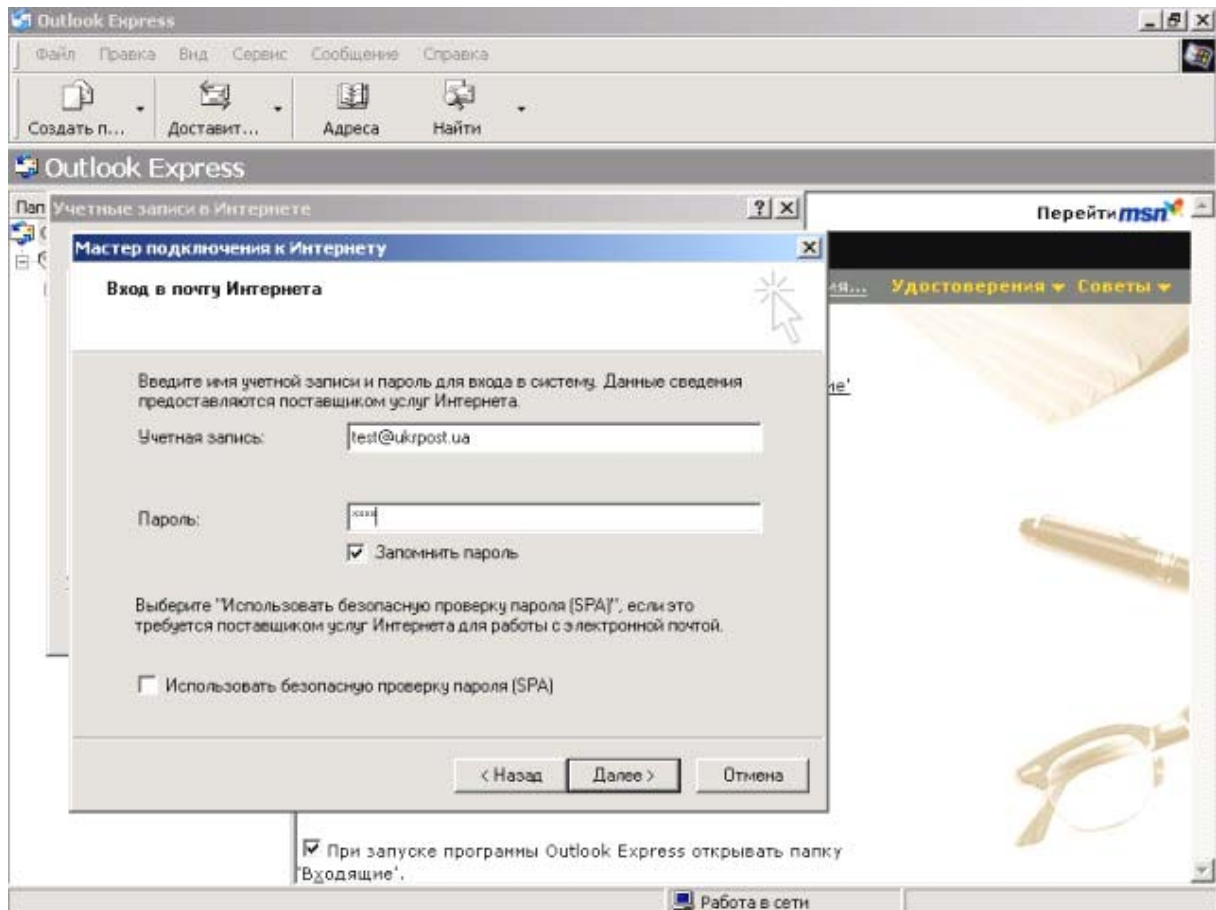 Outlook Express
Файл Правка Вид Сервис Сообщение Справка
Создать п... Доставит... Адреса Найти
Outlook Express
Пап
Учетные записи в Интернете
Перейти msn
Мастер подключения к Интернету
Вход в почту Интернета
ия... Удостоверения Советы
Введите имя учетной записи и пароль для входа в систему. Данные сведения
предоставляются поставщиком услуг Интернета.
ие'
Учетная запись: test@ukrpost.ua
Пароль: ****
Запомнить пароль
Выберите "Использовать безопасную проверку пароля (SPA)", если это
требуется поставщиком услуг Интернета для работы с электронной почтой.
Использовать безопасную проверку пароля (SPA)
< Назад Далее > Отмена
При запуске программы Outlook Express открывать папку
'Входящие'.
Работа в сети